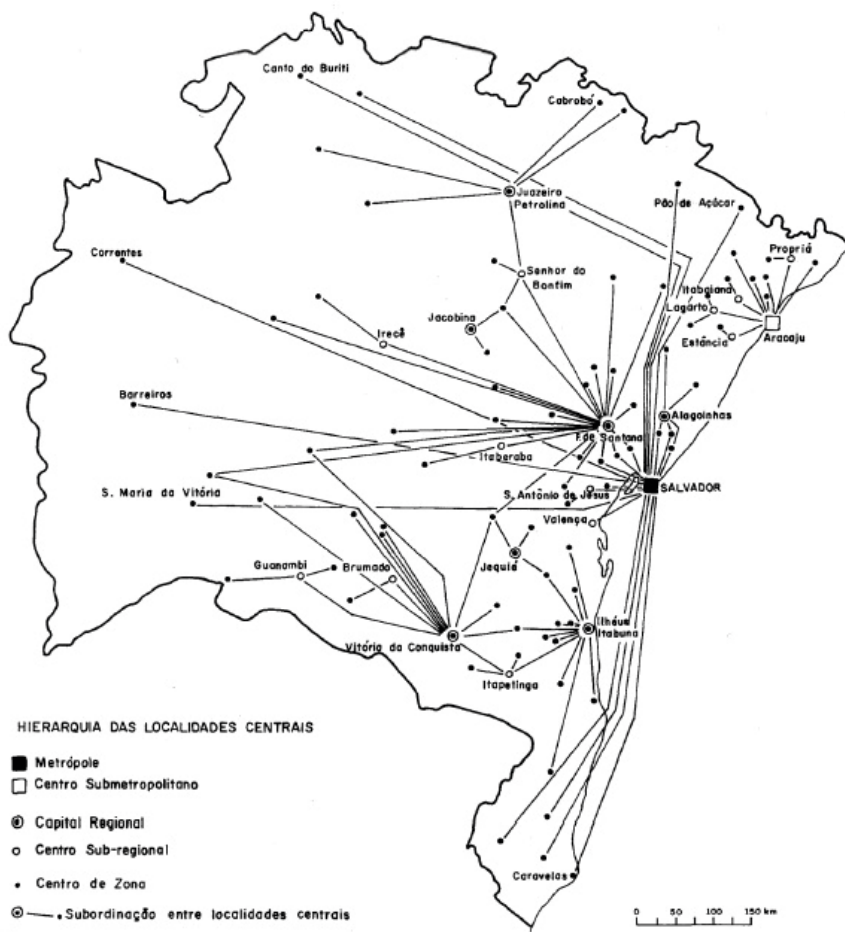 Canto do Buriti
Cabrobó
Juazeiro
Petrolina
Pão de Açúcar
Correntes
Propriá
Senhor do
Bonfim
Itabaiana
Lagarto
Jacobina
Irecê
Estância
Aracaju
Barreiros
Alagoinhas
F. de Santana
Itaberaba
S. Maria da Vitória
S. Antônio de Jesus
SALVADOR
Valença
Guanambi
Brumado
Jequié
Ilhéus
Itabuna
Vitória da Conquista
Itapetinga
HIERARQUIA DAS LOCALIDADES CENTRAIS
Metrópole
Centro Submetropolitano
Capital Regional
Centro Sub-regional
Centro de Zona
Caravelas
Subordinação entre localidades centrais
0 50 100 150 km